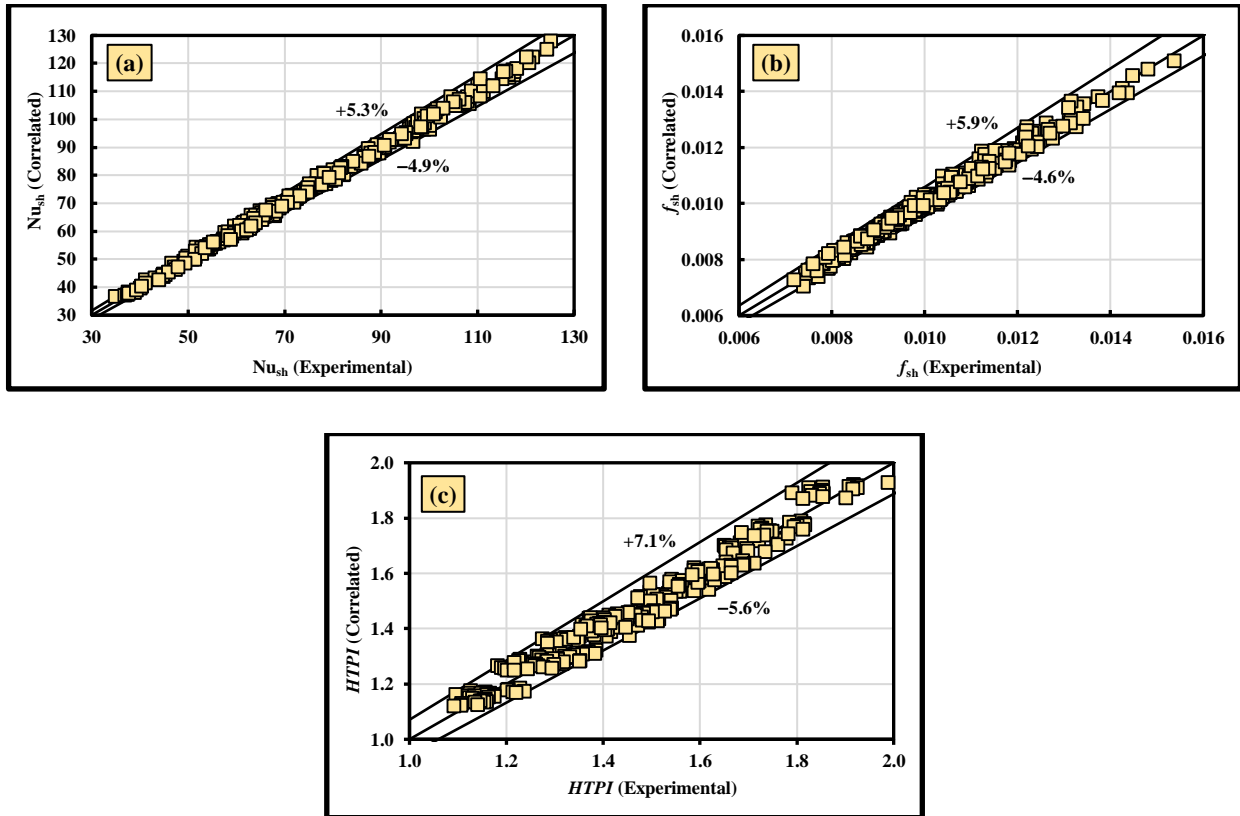 (a)
130
120
110
100
90
80
70
60
50
40
30
Nu_sh (Correlated)
+5.3%
−4.9%
30 50 70 90 110 130
Nu_sh (Experimental)
(b)
0.016
0.014
0.012
0.010
0.008
0.006
f_sh (Correlated)
+5.9%
−4.6%
0.006 0.008 0.010 0.012 0.014 0.016
f_sh (Experimental)
(c)
2.0
1.8
1.6
1.4
1.2
1.0
HTPI (Correlated)
+7.1%
−5.6%
1.0 1.2 1.4 1.6 1.8 2.0
HTPI (Experimental)